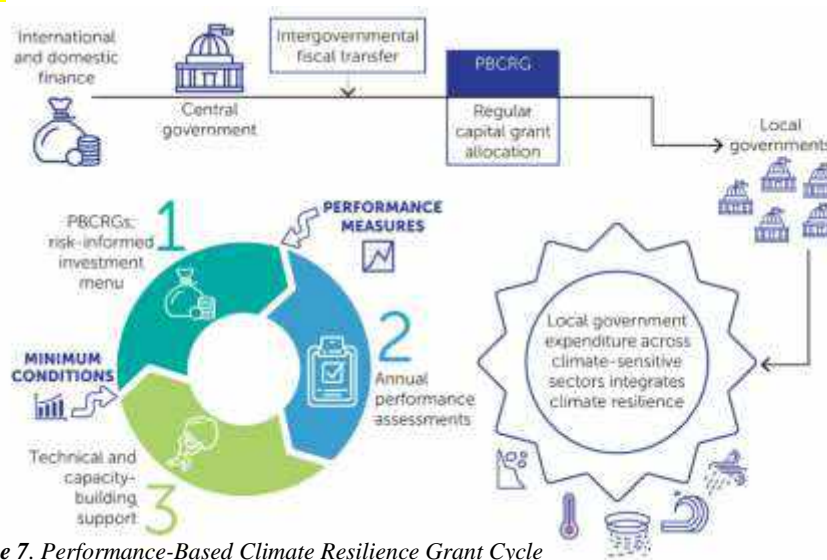 International
and domestic
finance
Central
government
Intergovernmental
fiscal transfer
PBCRG
Regular
capital grant
allocation
Local
governments
1
PBCRGs,
risk-informed
investment
menu
PERFORMANCE
MEASURES
2
Annual
performance
assessments
MINIMUM
CONDITIONS
Technical and
capacity-
building
support
3
Local government
expenditure across
climate-sensitive
sectors integrates
climate resilience
e 7. Performance-Based Climate Resilience Grant Cycle